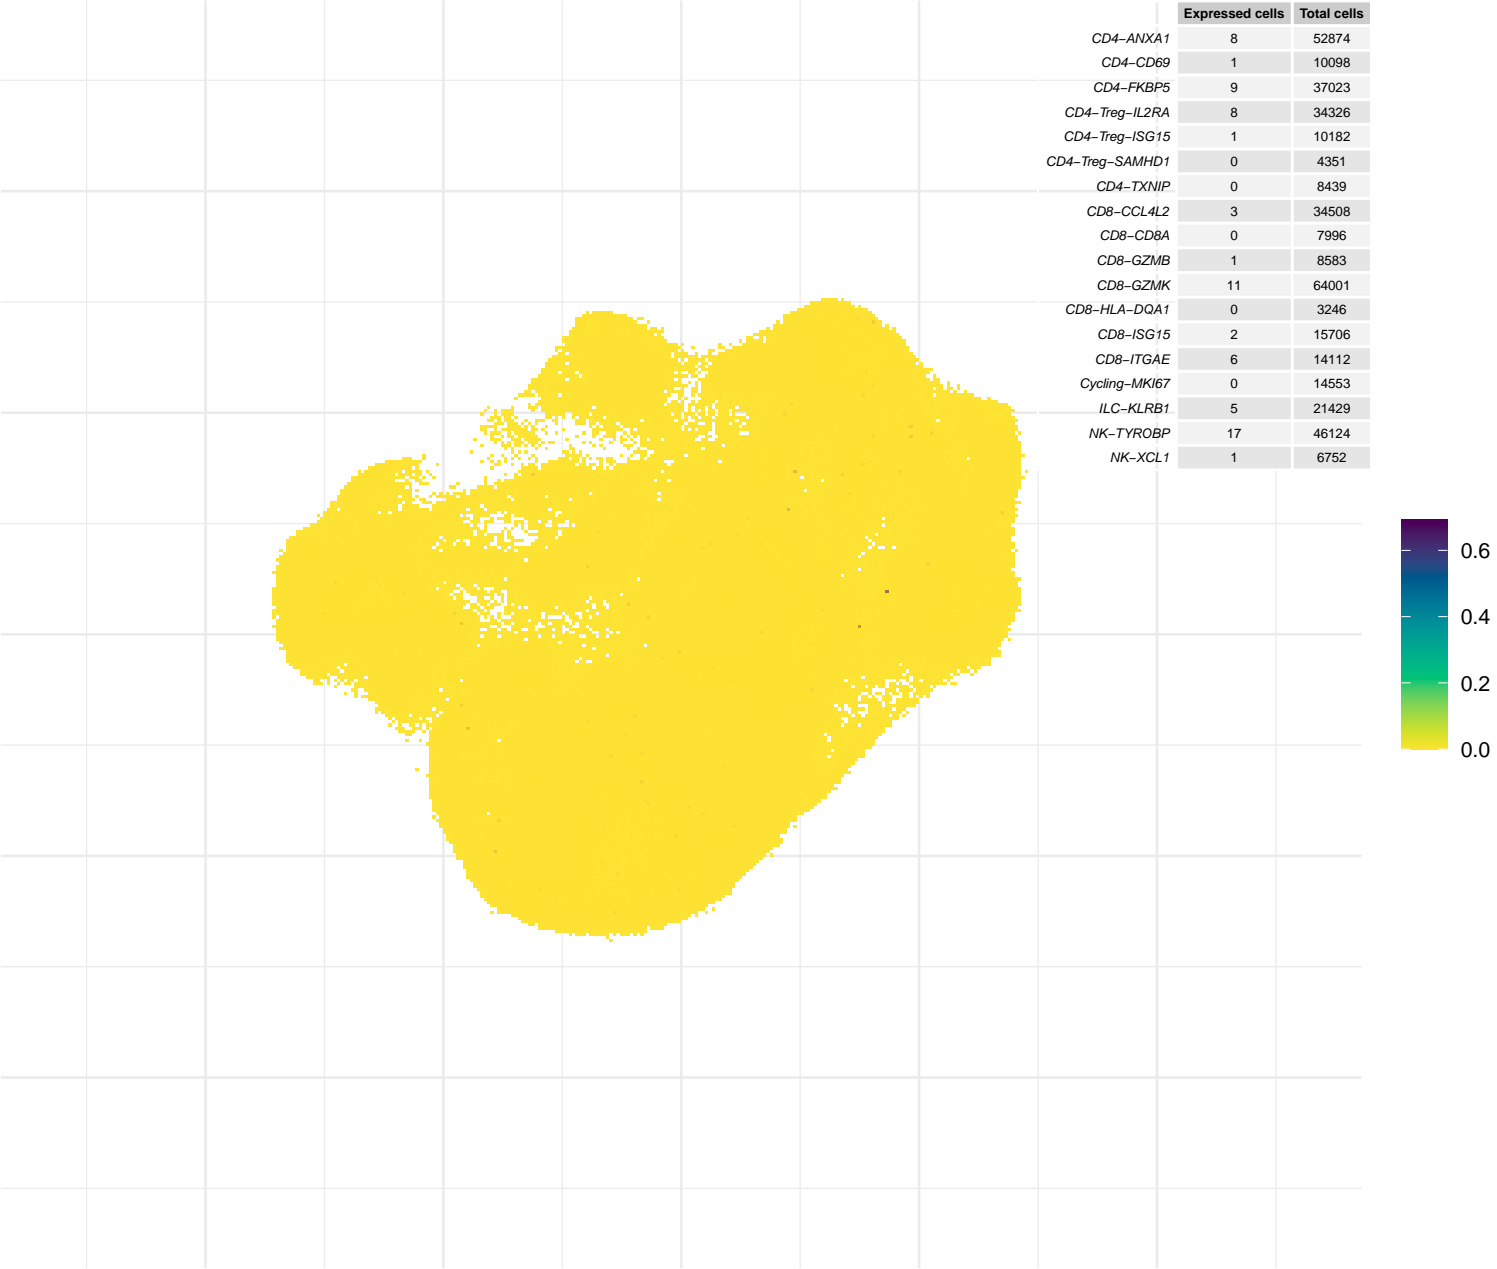 Expressed cells Total cells
CD4−ANXA1 8 52874
CD4−CD69 1 10098
CD4−FKBP5 9 37023
CD4−Treg−IL2RA 8 34326
CD4−Treg−ISG15 1 10182
CD4−Treg−SAMHD1 0 4351
CD4−TXNIP 0 8439
CD8−CCL4L2 3 34508
CD8−CD8A 0 7996
CD8−GZMB 1 8583
CD8−GZMK 11 64001
CD8−HLA−DQA1 0 3246
CD8−ISG15 2 15706
CD8−ITGAE 6 14112
Cycling−MKI67 0 14553
ILC−KLRB1 5 21429
NK−TYROBP 17 46124
NK−XCL1 1 6752
0.6
0.4
0.2
0.0